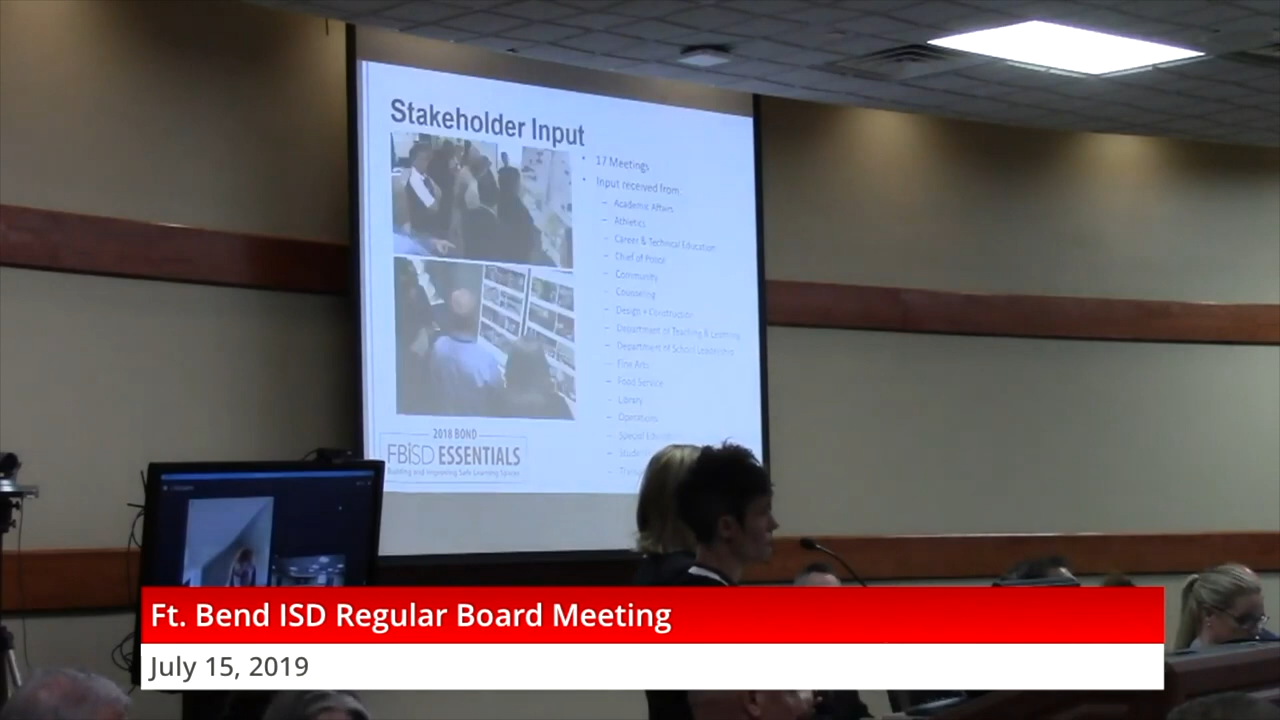 Stakeholder Input
• 17 Meetings
• Input received from:
– Academic Affairs
– Athletics
– Career & Technical Education
– Chief of Police
– Community
– Counseling
– Design + Construction
– Department of Teaching & Learning
– Department of School Leadership
– Fine Arts
– Food Service
– Library
– Operations
– Special
2018 BOND
FBISD ESSENTIALS
Building and Improving Safe Learning Spaces
Ft. Bend ISD Regular Board Meeting
July 15, 2019